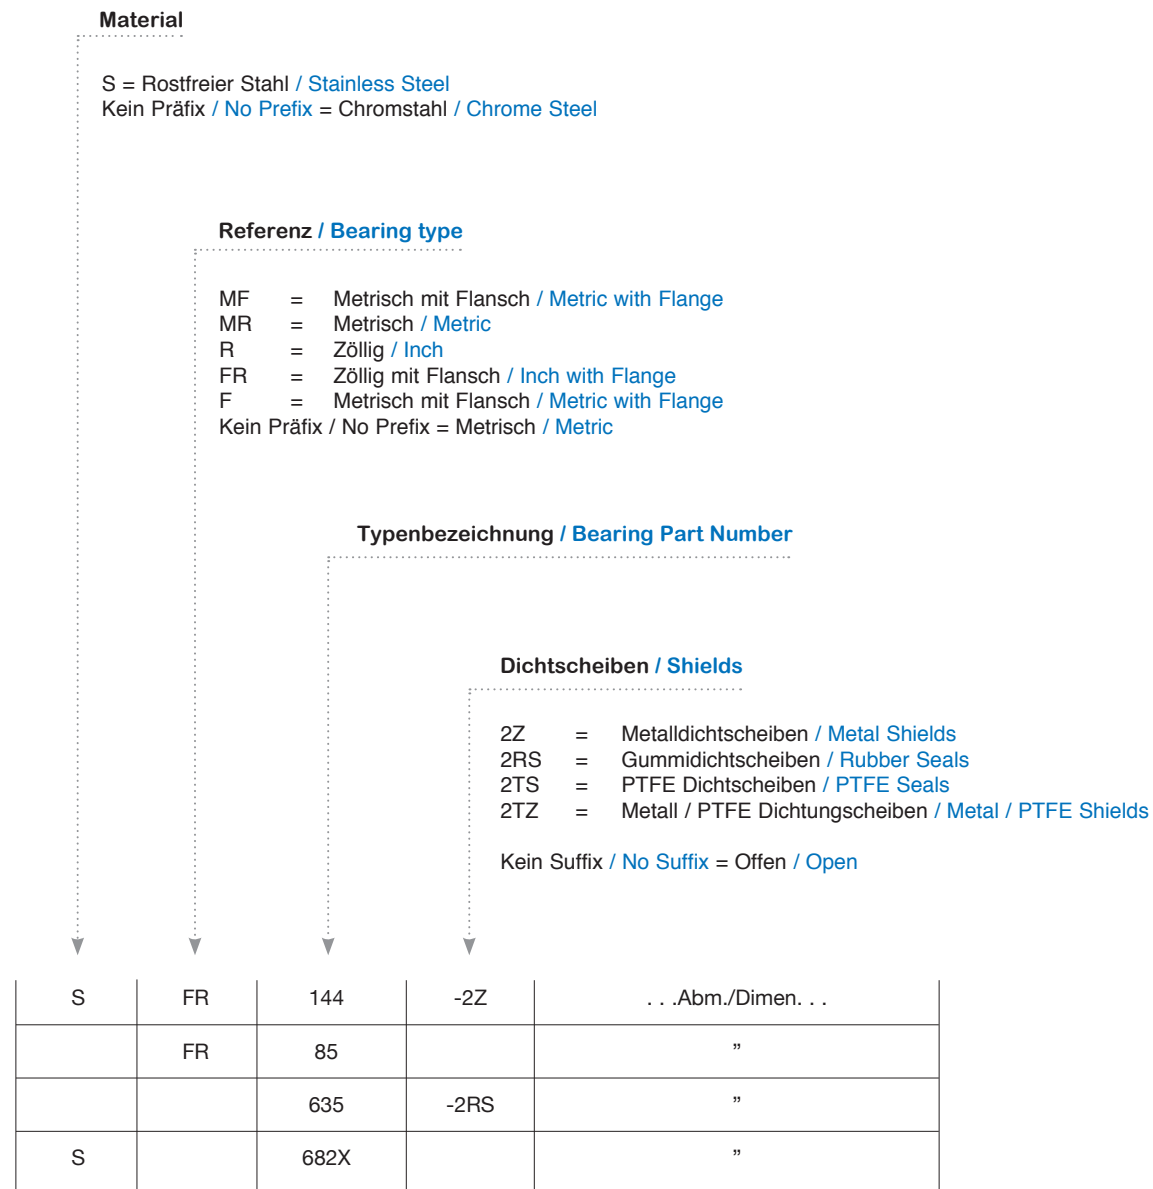 Material
S = Rostfreier Stahl / Stainless Steel
Kein Präfix / No Prefix = Chromstahl / Chrome Steel
Referenz / Bearing type
MF = Metrisch mit Flansch / Metric with Flange
MR = Metrisch / Metric
R = Zöllig / Inch
FR = Zöllig mit Flansch / Inch with Flange
F = Metrisch mit Flansch / Metric with Flange
Kein Präfix / No Prefix = Metrisch / Metric
Typenbezeichnung / Bearing Part Number
Dichtscheiben / Shields
2Z = Metalldichtscheiben / Metal Shields
2RS = Gummidichtscheiben / Rubber Seals
2TS = PTFE Dichtscheiben / PTFE Seals
2TZ = Metall / PTFE Dichtungscheiben / Metal / PTFE Shields
Kein Suffix / No Suffix = Offen / Open
S FR 144 -2Z . . .Abm./Dimen. . .
FR 85 ”
635 -2RS ”
S 682X ”